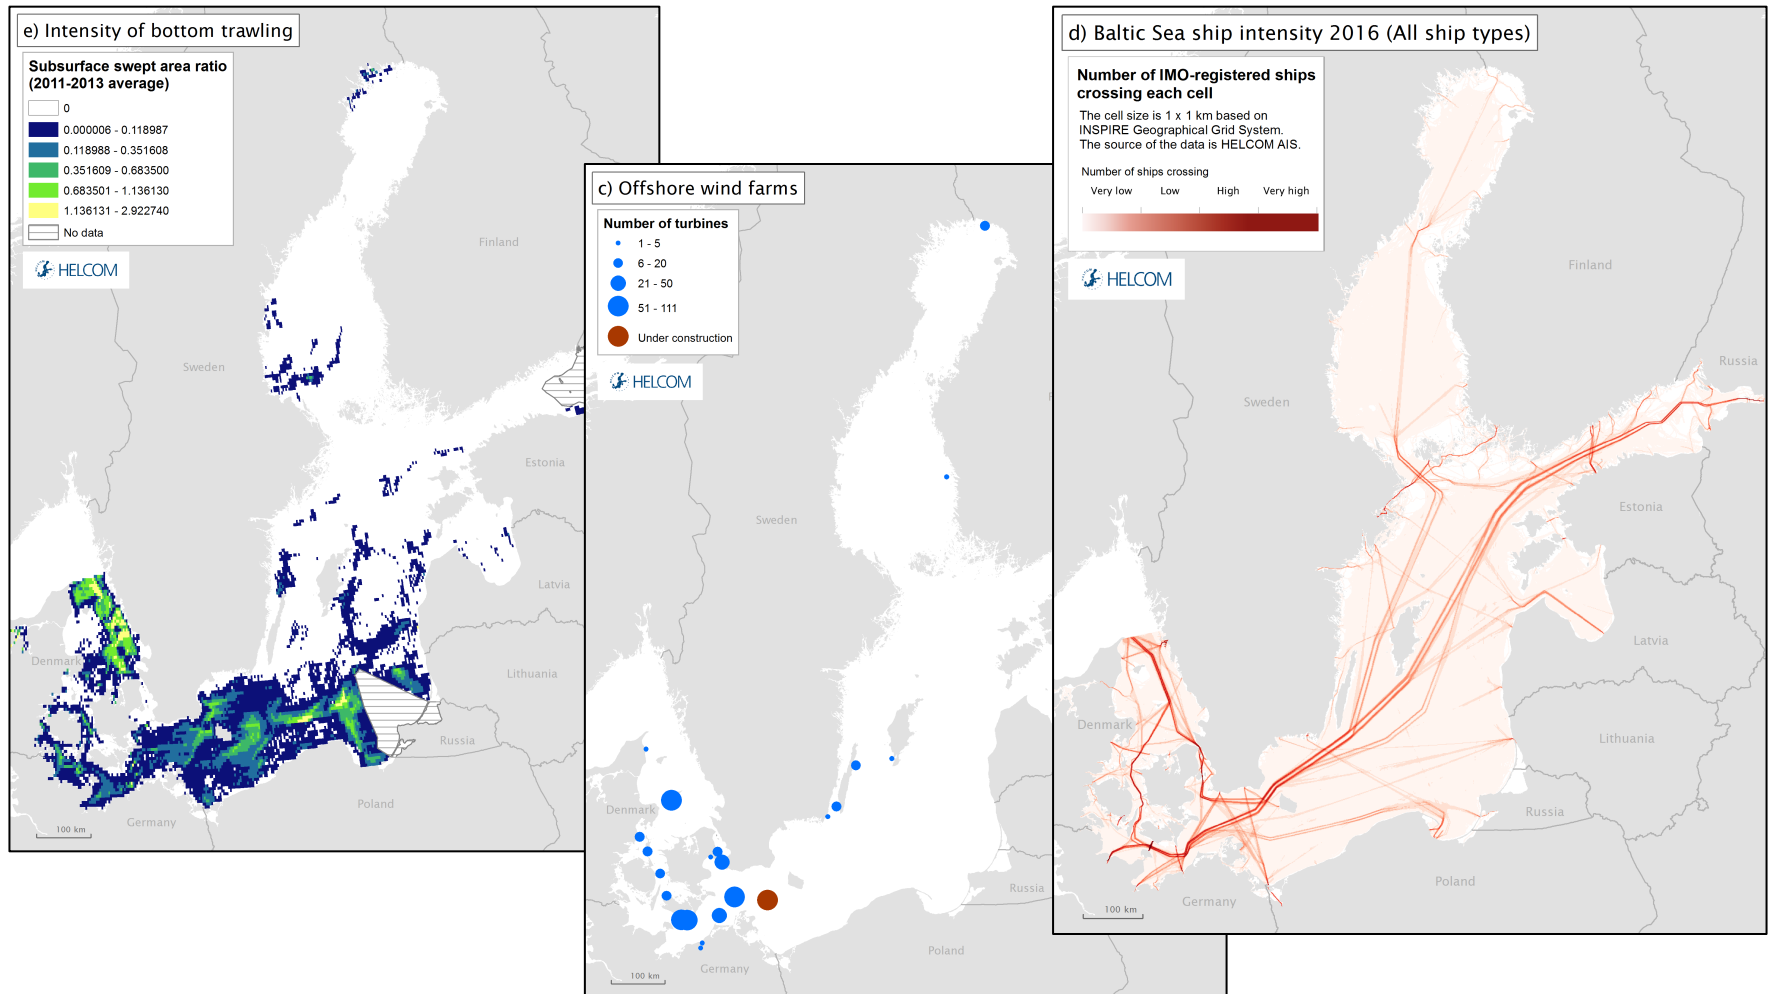 e) Intensity of bottom trawling
Subsurface swept area ratio
(2011-2013 average)
0
0.000006 - 0.118987
0.118988 - 0.351608
0.351609 - 0.683500
0.683501 - 1.136130
1.136131 - 2.922740
No data
HELCOM
Finland
Sweden
Estonia
Latvia
Lithuania
Denmark
Russia
Poland
Germany
100 km
c) Offshore wind farms
Number of turbines
1 - 5
6 - 20
21 - 50
51 - 111
Under construction
HELCOM
Sweden
Denmark
Russia
Poland
Germany
100 km
d) Baltic Sea ship intensity 2016 (All ship types)
Number of IMO-registered ships
crossing each cell
The cell size is 1 x 1 km based on
INSPIRE Geographical Grid System.
The source of the data is HELCOM AIS.
Number of ships crossing
Very low Low High Very high
HELCOM
Finland
Russia
Sweden
Estonia
Latvia
Denmark
Lithuania
Russia
Poland
Germany
100 km